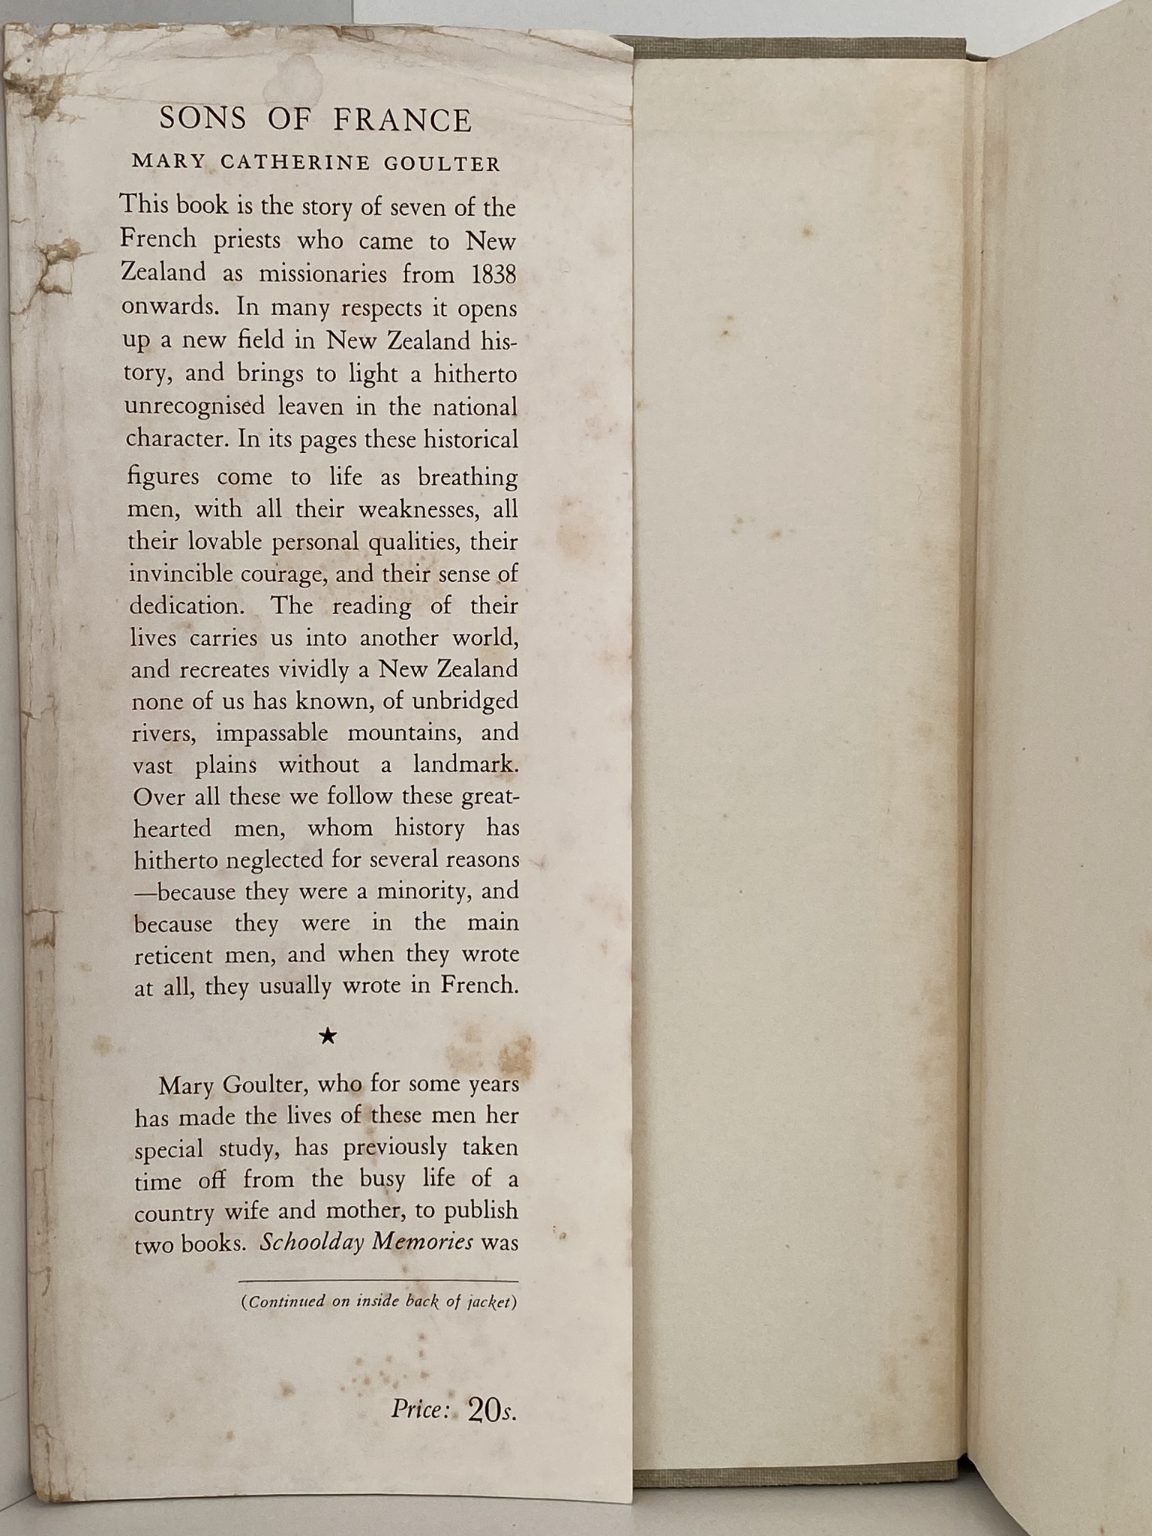 SONS OF FRANCE
MARY CATHERINE GOULTER
This book is the story of seven of the
French priests who came to New
Zealand as missionaries from 1838
onwards. In many respects it opens
up a new field in New Zealand his-
tory, and brings to light a hitherto
unrecognised leaven in the national
character. In its pages these historical
figures come to life as breathing
men, with all their weaknesses, all
their lovable personal qualities, their
invincible courage, and their sense of
dedication. The reading of their
lives carries us into another world,
and recreates vividly a New Zealand
none of us has known, of unbridged
rivers, impassable mountains, and
vast plains without a landmark.
Over all these we follow these great-
hearted men, whom history has
hitherto neglected for several reasons
—because they were a minority, and
because they were in the main
reticent men, and when they wrote
at all, they usually wrote in French.
★
Mary Goulter, who for some years
has made the lives of these men her
special study, has previously taken
time off from the busy life of a
country wife and mother, to publish
two books. Schoolday Memories was
(Continued on inside back of jacket)
Price: 20s.